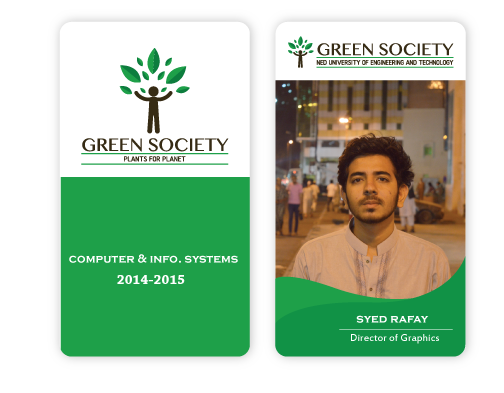 GREEN SOCIETY
PLANTS FOR PLANET
COMPUTER & INFO. SYSTEMS
2014-2015
GREEN SOCIETY
NED UNIVERSITY OF ENGINEERING AND TECHNOLOGY
SYED RAFAY
Director of Graphics